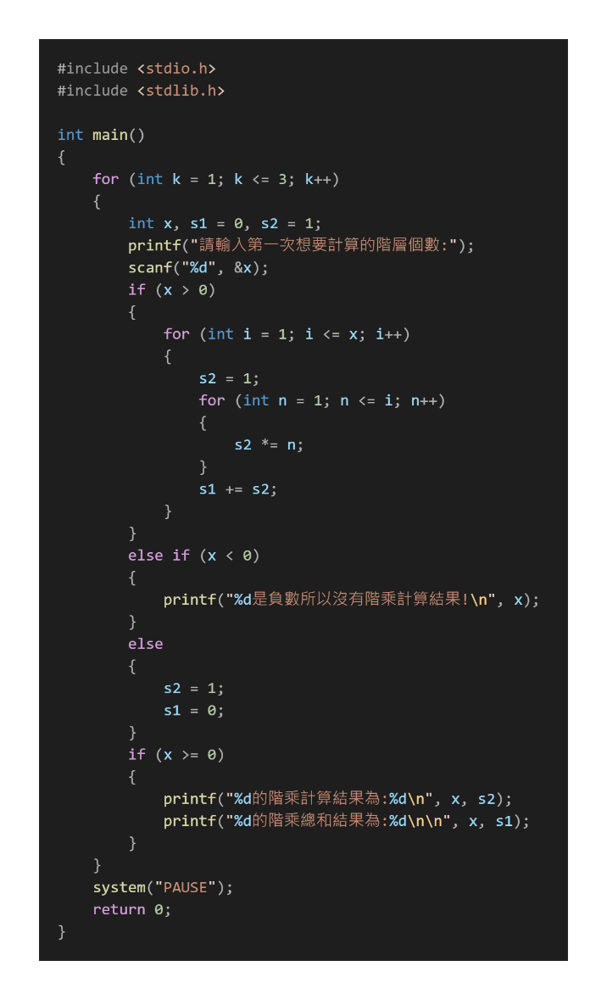 #include <stdio.h>
#include <stdlib.h>

int main()
{
    for (int k = 1; k <= 3; k++)
    {
        int x, s1 = 0, s2 = 1;
        printf("請輸入第一次想要計算的階層個數:");
        scanf("%d", &x);
        if (x > 0)
        {
            for (int i = 1; i <= x; i++)
            {
                s2 = 1;
                for (int n = 1; n <= i; n++)
                {
                    s2 *= n;
                }
                s1 += s2;
            }
        }
        else if (x < 0)
        {
            printf("%d是負數所以沒有階乘計算結果!\n", x);
        }
        else
        {
            s2 = 1;
            s1 = 0;
        }
        if (x >= 0)
        {
            printf("%d的階乘計算結果為:%d\n", x, s2);
            printf("%d的階乘總和結果為:%d\n\n", x, s1);
        }
    }
    system("PAUSE");
    return 0;
}